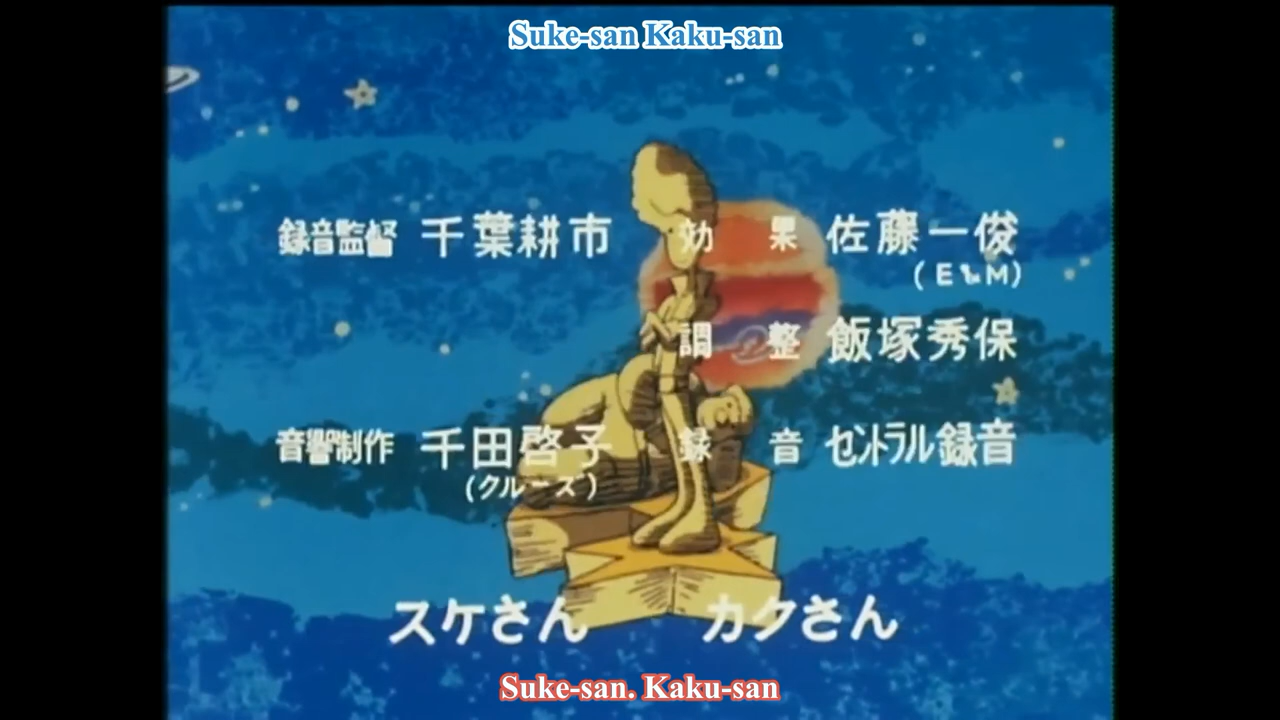 Suke-san Kaku-san
録音監督 千葉耕市 効果 佐藤一俊
(E&M)
調整 飯塚秀保
音響制作 千田啓子 録音 セントラル録音
(クルーズ)
スケさん カクさん
Suke-san. Kaku-san